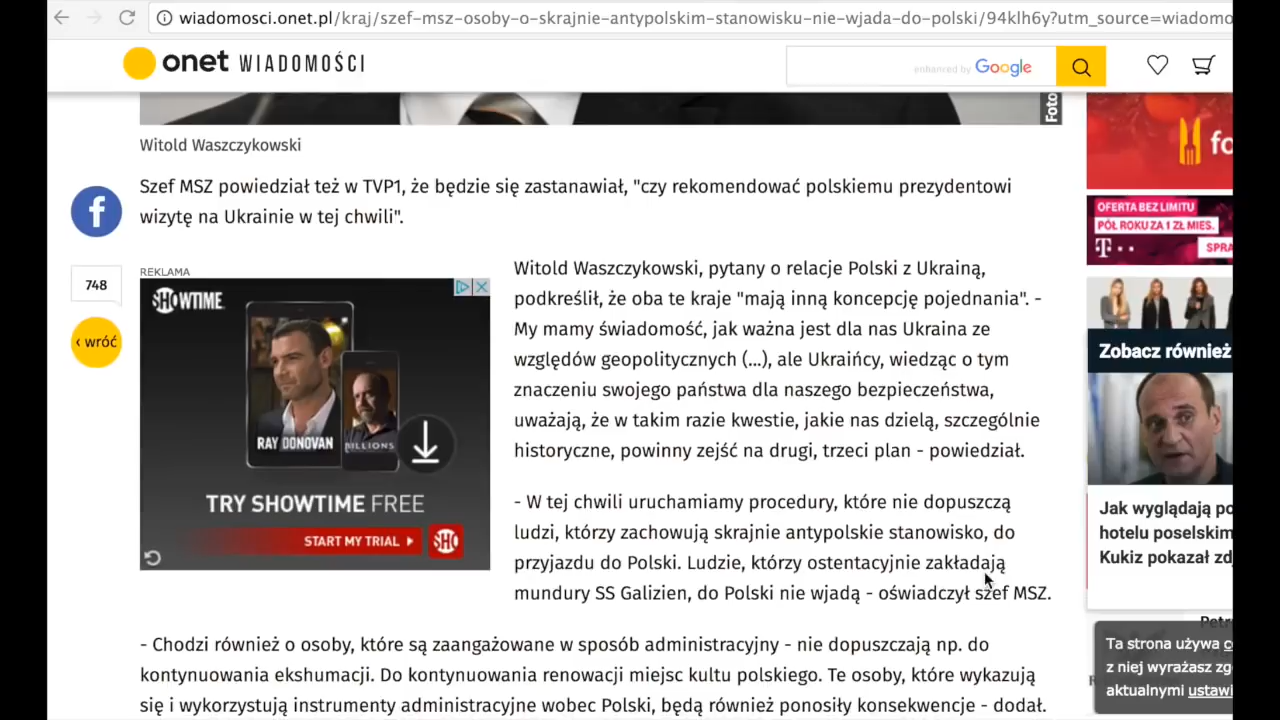 wiadomosci.onet.pl/kraj/szef-msz-osoby-o-skrajnie-antypolskim-stanowisku-nie-wjada-do-polski/94klh6y?utm_source=wiadomo
onet WIADOMOŚCI
enhanced by Google
Foto
Witold Waszczykowski
Szef MSZ powiedział też w TVP1, że będzie się zastanawiał, "czy rekomendować polskiemu prezydentowi
wizytę na Ukrainie w tej chwili".
748
‹ wróć
REKLAMA
SHOWTIME
RAY DONOVAN
BILLIONS
TRY SHOWTIME FREE
START MY TRIAL
SHO
Witold Waszczykowski, pytany o relacje Polski z Ukrainą,
podkreślił, że oba te kraje "mają inną koncepcję pojednania". -
My mamy świadomość, jak ważna jest dla nas Ukraina ze
względów geopolitycznych (...), ale Ukraińcy, wiedząc o tym
znaczeniu swojego państwa dla naszego bezpieczeństwa,
uważają, że w takim razie kwestie, jakie nas dzielą, szczególnie
historyczne, powinny zejść na drugi, trzeci plan - powiedział.
- W tej chwili uruchamiamy procedury, które nie dopuszczą
ludzi, którzy zachowują skrajnie antypolskie stanowisko, do
przyjazdu do Polski. Ludzie, którzy ostentacyjnie zakładają
mundury SS Galizien, do Polski nie wjadą - oświadczył szef MSZ.
- Chodzi również o osoby, które są zaangażowane w sposób administracyjny - nie dopuszczają np. do
kontynuowania ekshumacji. Do kontynuowania renowacji miejsc kultu polskiego. Te osoby, które wykazują
się i wykorzystują instrumenty administracyjne wobec Polski, będą również ponosiły konsekwencje - dodał.
fo
OFERTA BEZ LIMITU
PÓŁ ROKU ZA 1 ZŁ MIES.
T
SPRA
Zobacz również
Jak wyglądają po
hotelu poselskim
Kukiz pokazał zd
Petr
Ta strona używa c
z niej wyrażasz zg
aktualnymi ustawi